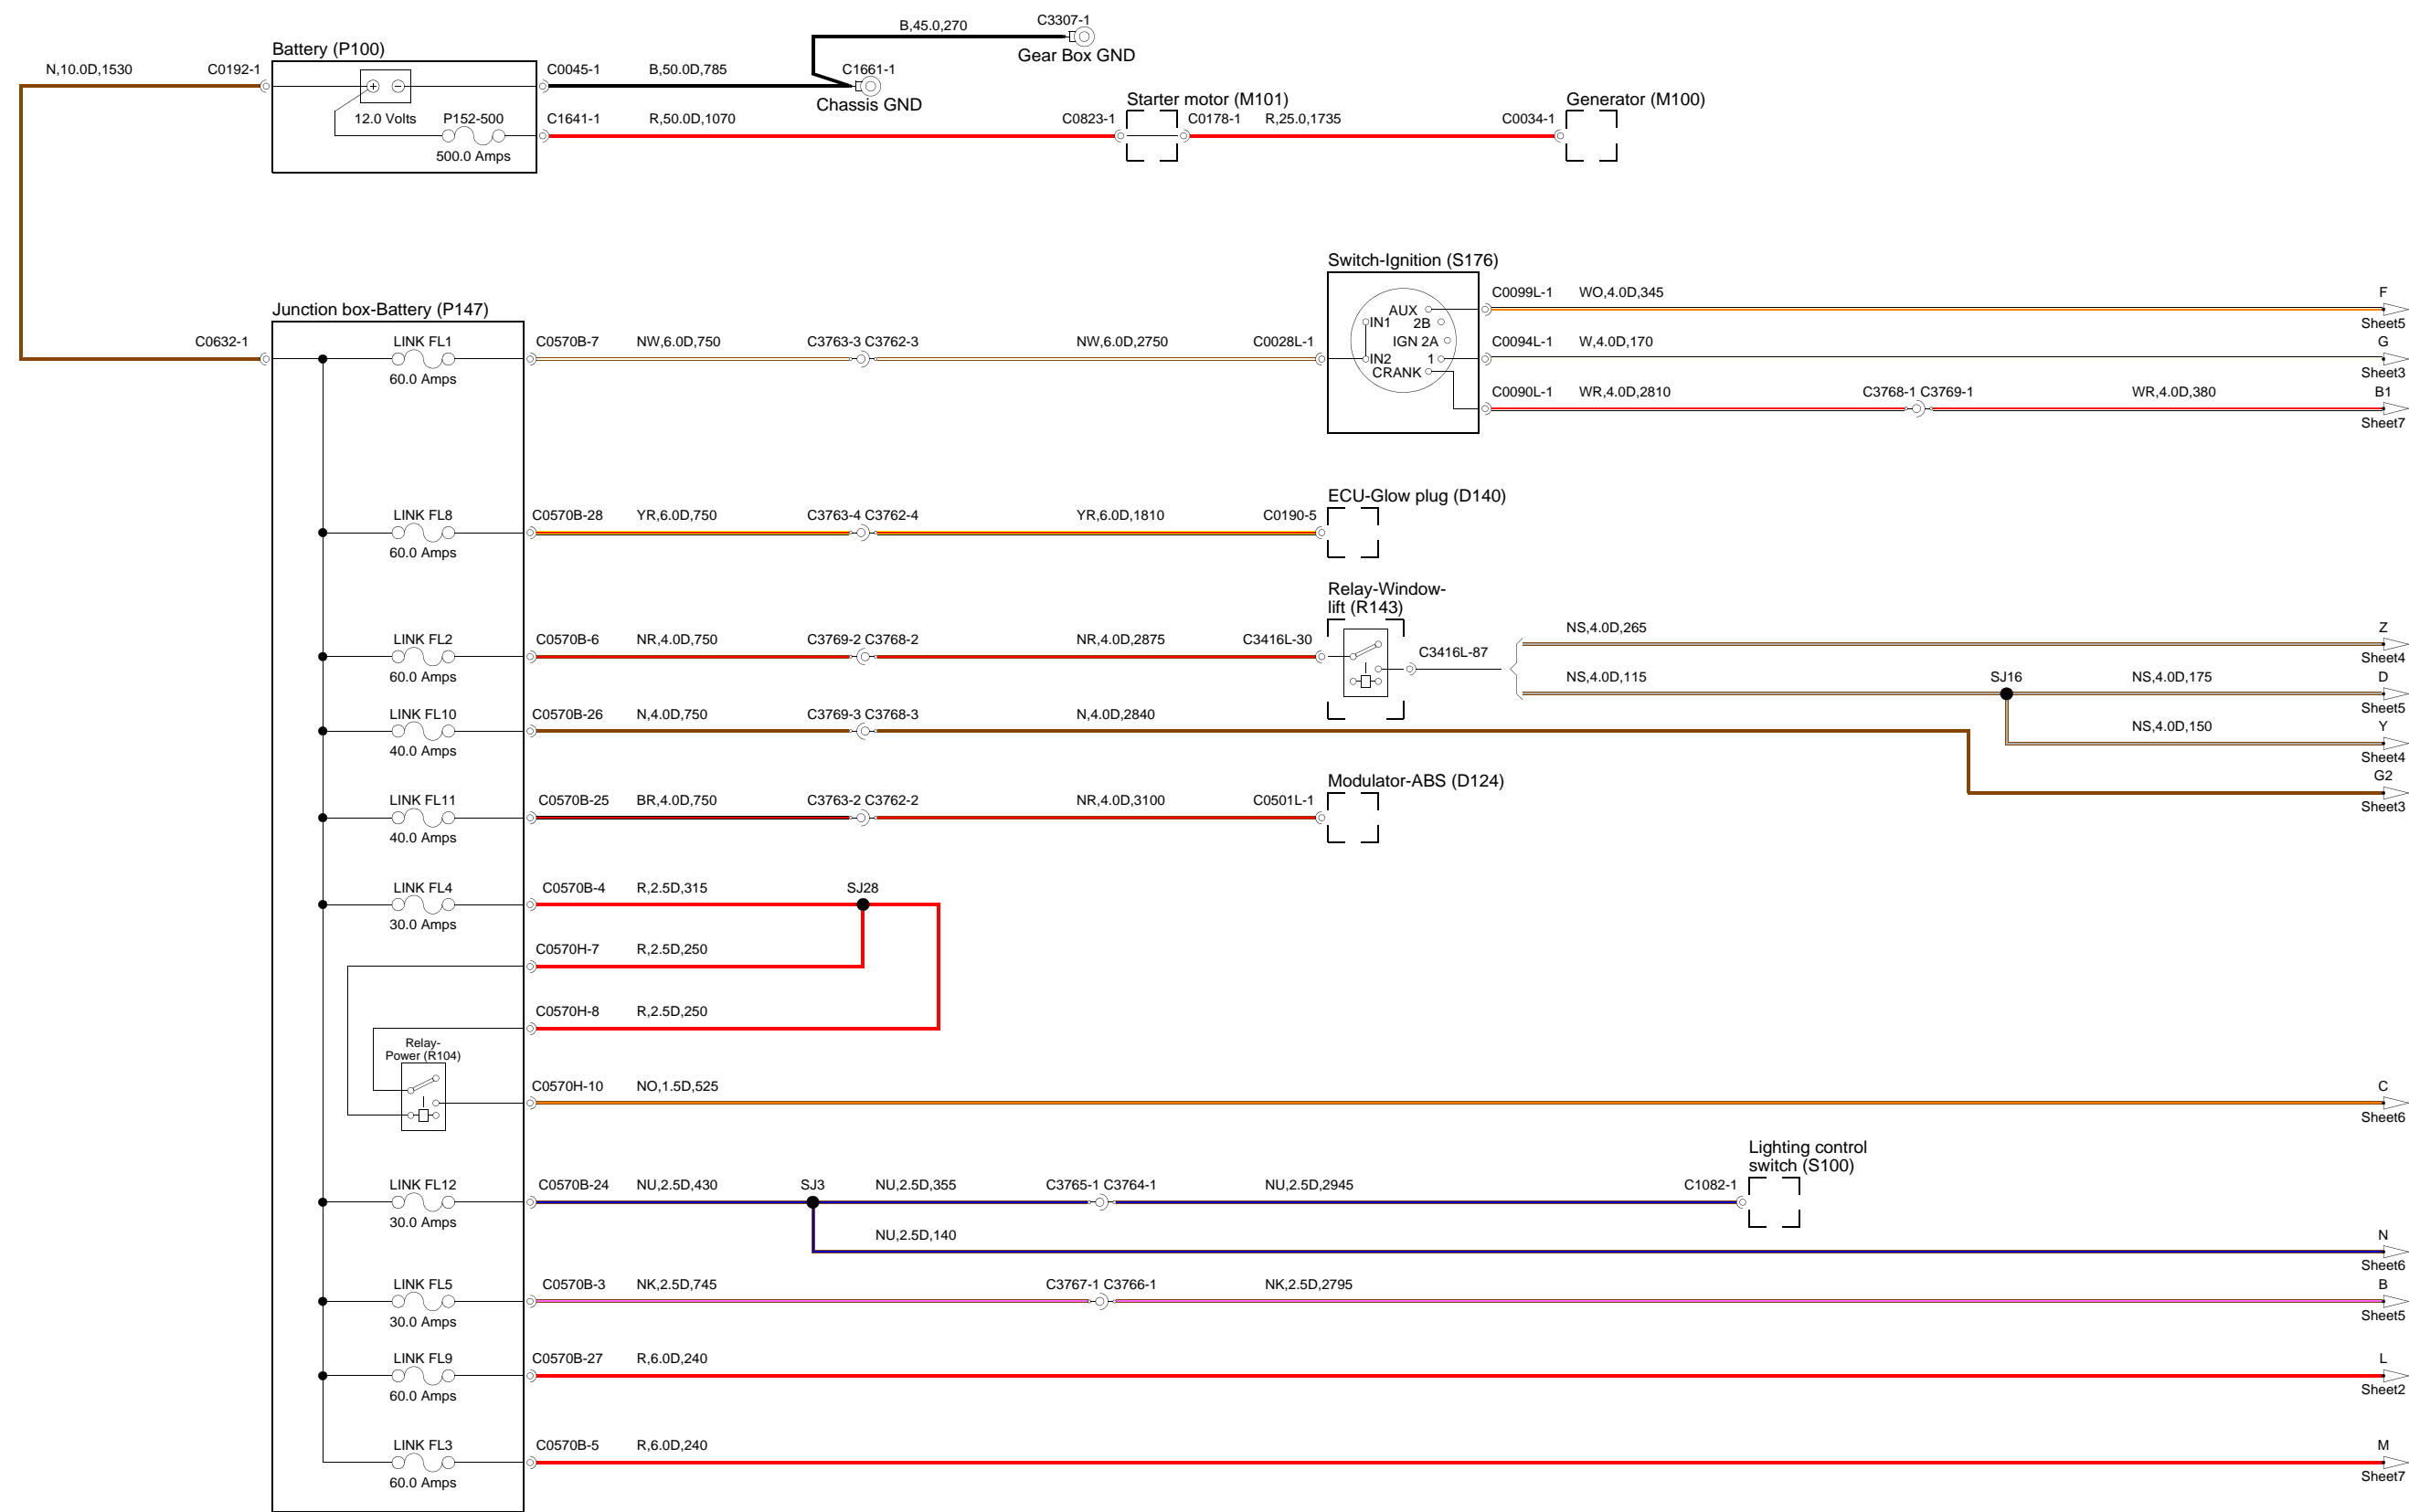 B,45.0,270
C3307-1
Gear Box GND
Battery (P100)
N,10.0D,1530
C0192-1
C0045-1
B,50.0,785
C1661-1
Chassis GND
12.0 Volts
P152-500
500.0 Amps
C1641-1
R,50.0D,1070
C0823-1
Starter motor (M101)
C0178-1
R,25.0,1735
C0034-1
Generator (M100)
Switch-Ignition (S176)
AUX
IN1
2B
IGN 2A
IN2
1
CRANK
C0099L-1
WO,4.0D,345
F
Sheet5
C0094L-1
W,4.0D,170
G
Sheet3
C0090L-1
WR,4.0D,2810
C3768-1 C3769-1
WR,4.0D,380
B1
Sheet7
Junction box-Battery (P147)
C0632-1
LINK FL1
60.0 Amps
C0570B-7
NW,6.0D,750
C3763-3 C3762-3
NW,6.0D,2750
C0028L-1
ECU-Glow plug (D140)
LINK FL8
60.0 Amps
C0570B-28
YR,6.0D,750
C3763-4 C3762-4
YR,6.0D,1810
C0190-5
Relay-Window-
lift (R143)
LINK FL2
60.0 Amps
C0570B-6
NR,4.0D,750
C3769-2 C3768-2
NR,4.0D,2875
C3416L-30
C3416L-87
NS,4.0D,265
Z
Sheet4
NS,4.0D,115
SJ16
NS,4.0D,175
D
Sheet5
NS,4.0D,150
Y
Sheet4
LINK FL10
40.0 Amps
C0570B-26
N,4.0D,750
C3769-3 C3768-3
N,4.0D,2840
G2
Sheet3
Modulator-ABS (D124)
LINK FL11
40.0 Amps
C0570B-25
BR,4.0D,750
C3763-2 C3762-2
NR,4.0D,3100
C0501L-1
LINK FL4
30.0 Amps
C0570B-4
R,2.5D,315
SJ28
C0570H-7
R,2.5D,250
C0570H-8
R,2.5D,250
Relay-
Power (R104)
C0570H-10
NO,1.5D,525
C
Sheet6
Lighting control
switch (S100)
LINK FL12
30.0 Amps
C0570B-24
NU,2.5D,430
SJ3
NU,2.5D,355
C3765-1 C3764-1
NU,2.5D,2945
C1082-1
NU,2.5D,140
N
Sheet6
LINK FL5
30.0 Amps
C0570B-3
NK,2.5D,745
C3767-1 C3766-1
NK,2.5D,2795
B
Sheet5
LINK FL9
60.0 Amps
C0570B-27
R,6.0D,240
L
Sheet2
LINK FL3
60.0 Amps
C0570B-5
R,6.0D,240
M
Sheet7